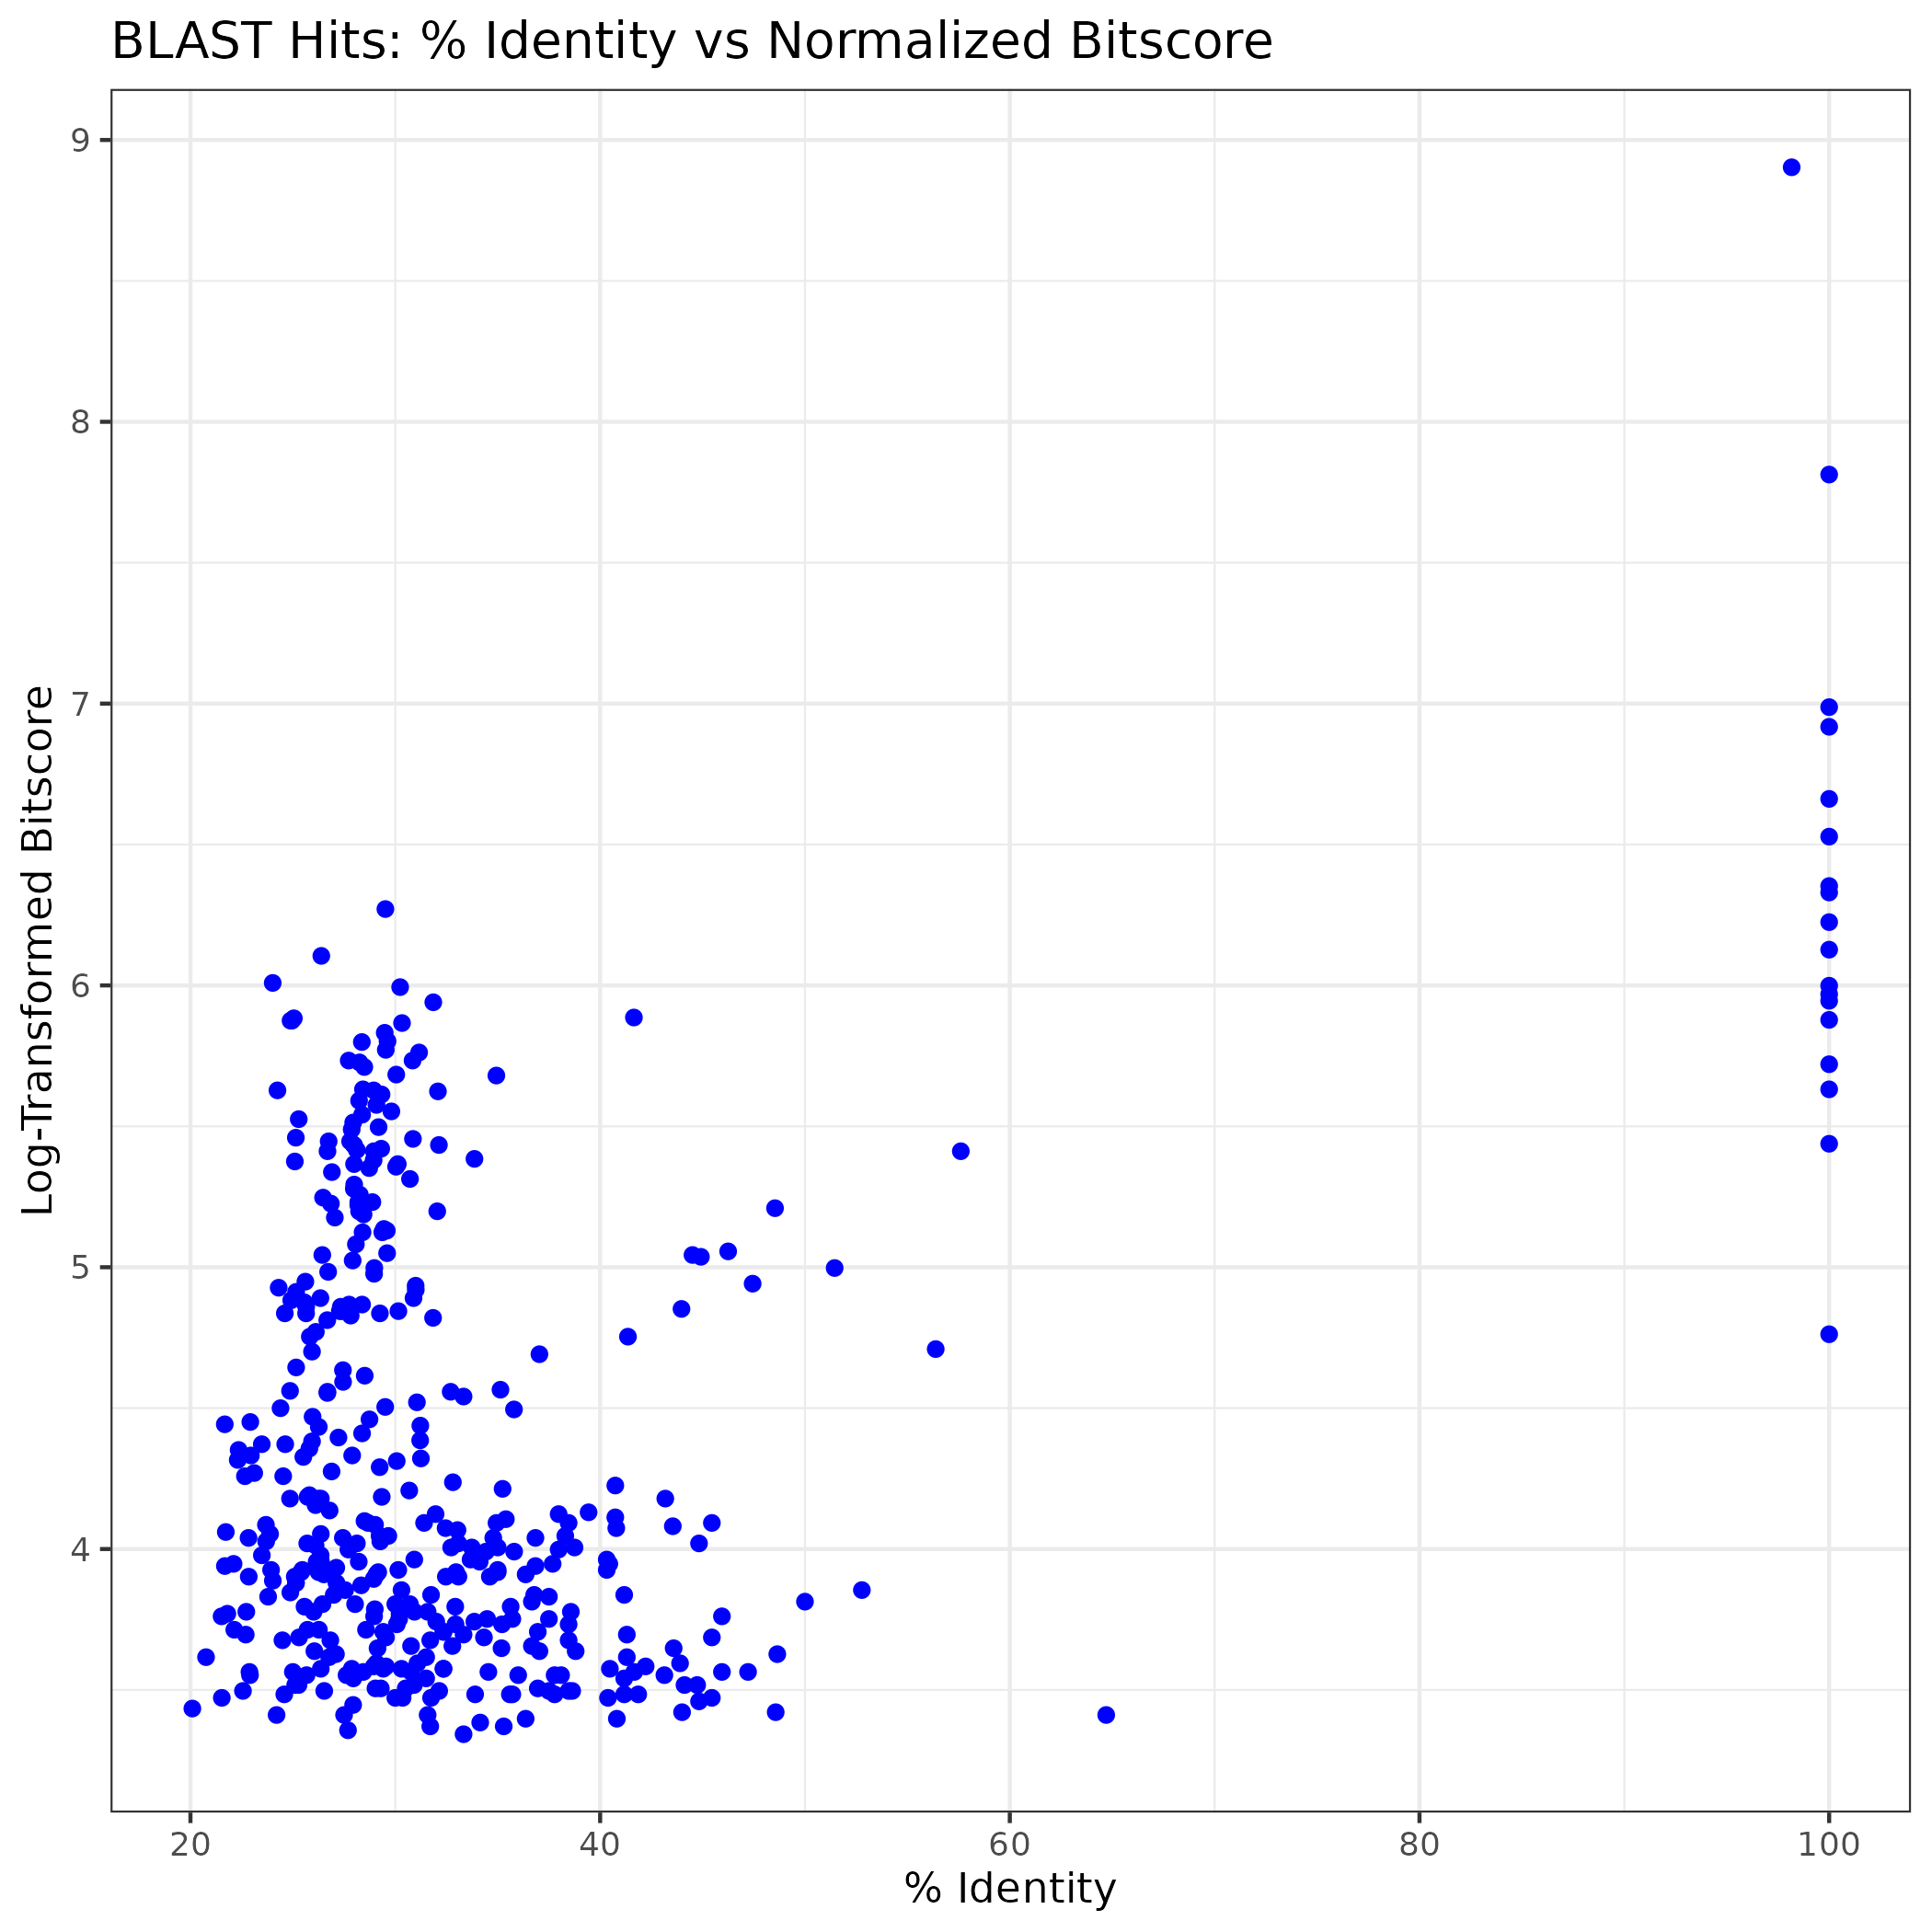 BLAST Hits: % Identity vs Normalized Bitscore
Log-Transformed Bitscore
9
8
7
6
5
4
20 40 60 80 100
% Identity